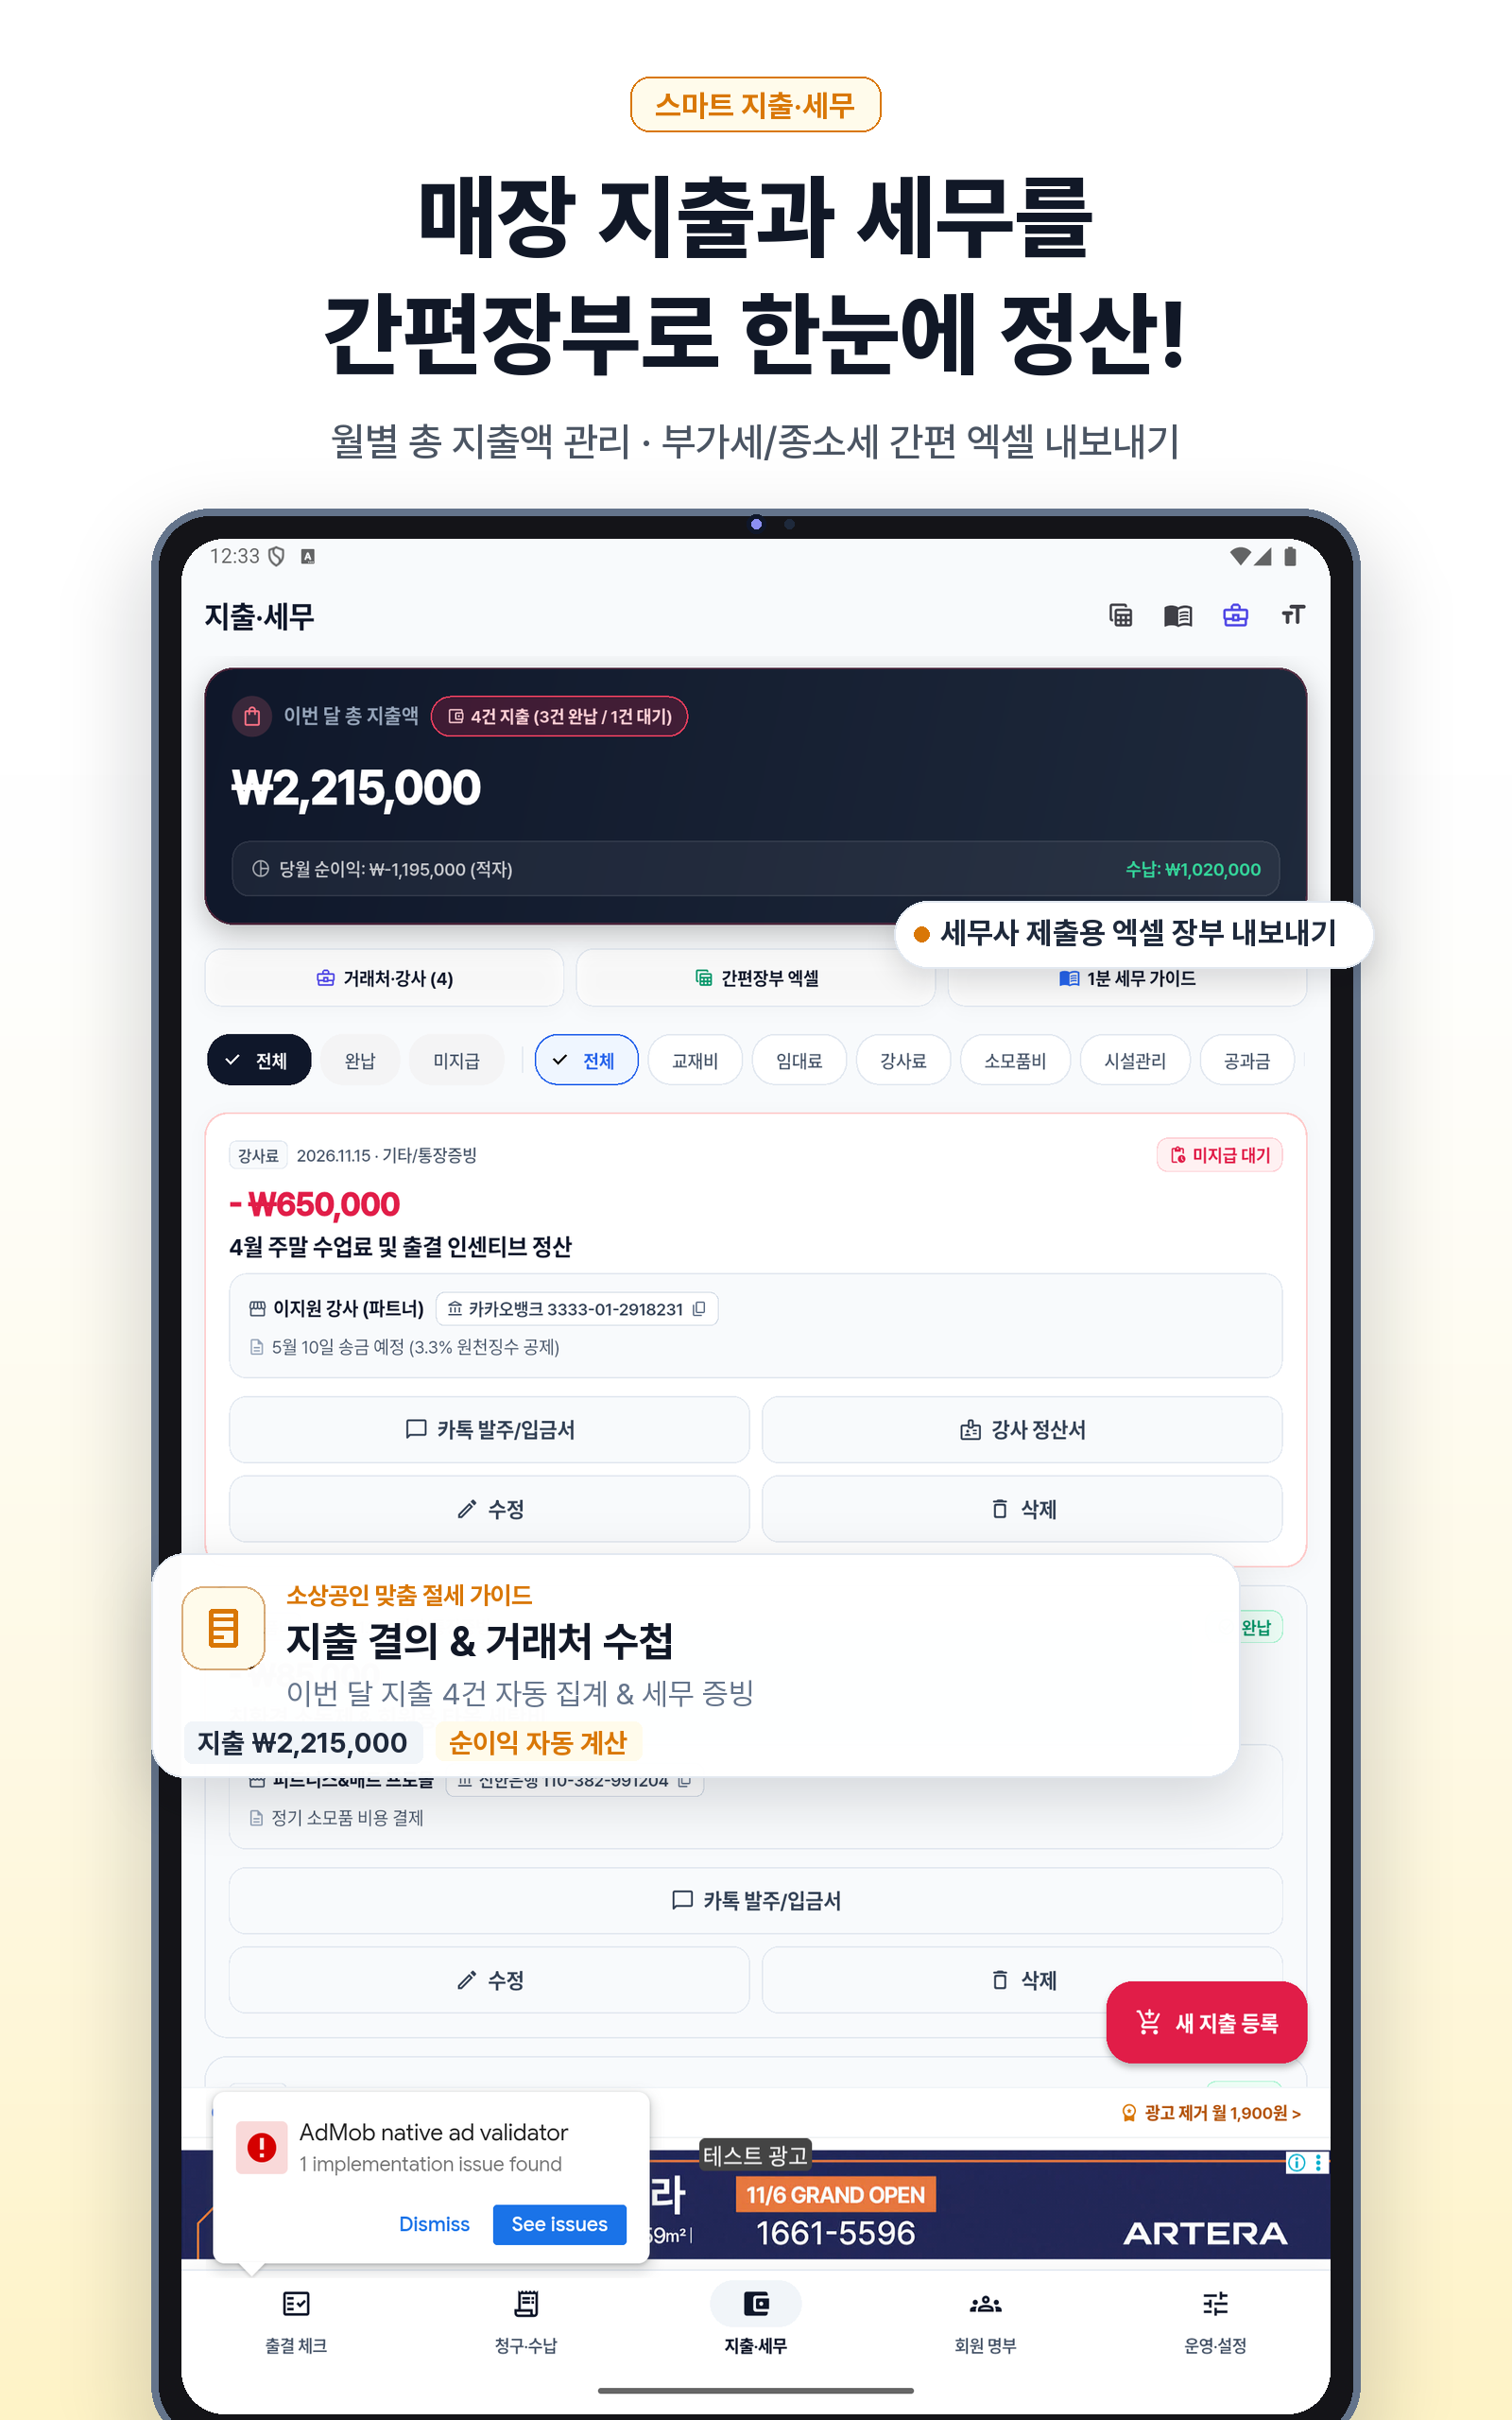 스마트 지출·세무
매장 지출과 세무를
간편장부로 한눈에 정산!
월별 총 지출액 관리 · 부가세/종소세 간편 엑셀 내보내기
12:33
지출·세무
이번 달 총 지출액 4건 지출 (3건 완납 / 1건 대기)
₩2,215,000
당월 순이익: ₩-1,195,000 (적자) 수납: ₩1,020,000
세무사 제출용 엑셀 장부 내보내기
거래처·강사 (4) 간편장부 엑셀 1분 세무 가이드
전체 완납 미지급 전체 교재비 임대료 강사료 소모품비 시설관리 공과금
강사료 2026.11.15 · 기타/통장증빙 미지급 대기
- ₩650,000
4월 주말 수업료 및 출결 인센티브 정산
이지원 강사 (파트너) 카카오뱅크 3333-01-2918231
5월 10일 송금 예정 (3.3% 원천징수 공제)
카톡 발주/입금서 강사 정산서
수정 삭제
소상공인 맞춤 절세 가이드
지출 결의 & 거래처 수첩
완납
이번 달 지출 4건 자동 집계 & 세무 증빙
지출 ₩2,215,000 순이익 자동 계산
피트니스&매트 프로샵 신한은행 110-382-991204
정기 소모품 비용 결제
카톡 발주/입금서
수정 삭제
새 지출 등록
광고 제거 월 1,900원 >
AdMob native ad validator
1 implementation issue found
Dismiss See issues
테스트 광고
라 11/6 GRAND OPEN
59m² 1661-5596 ARTERA
출결 체크 청구·수납 지출·세무 회원 명부 운영·설정